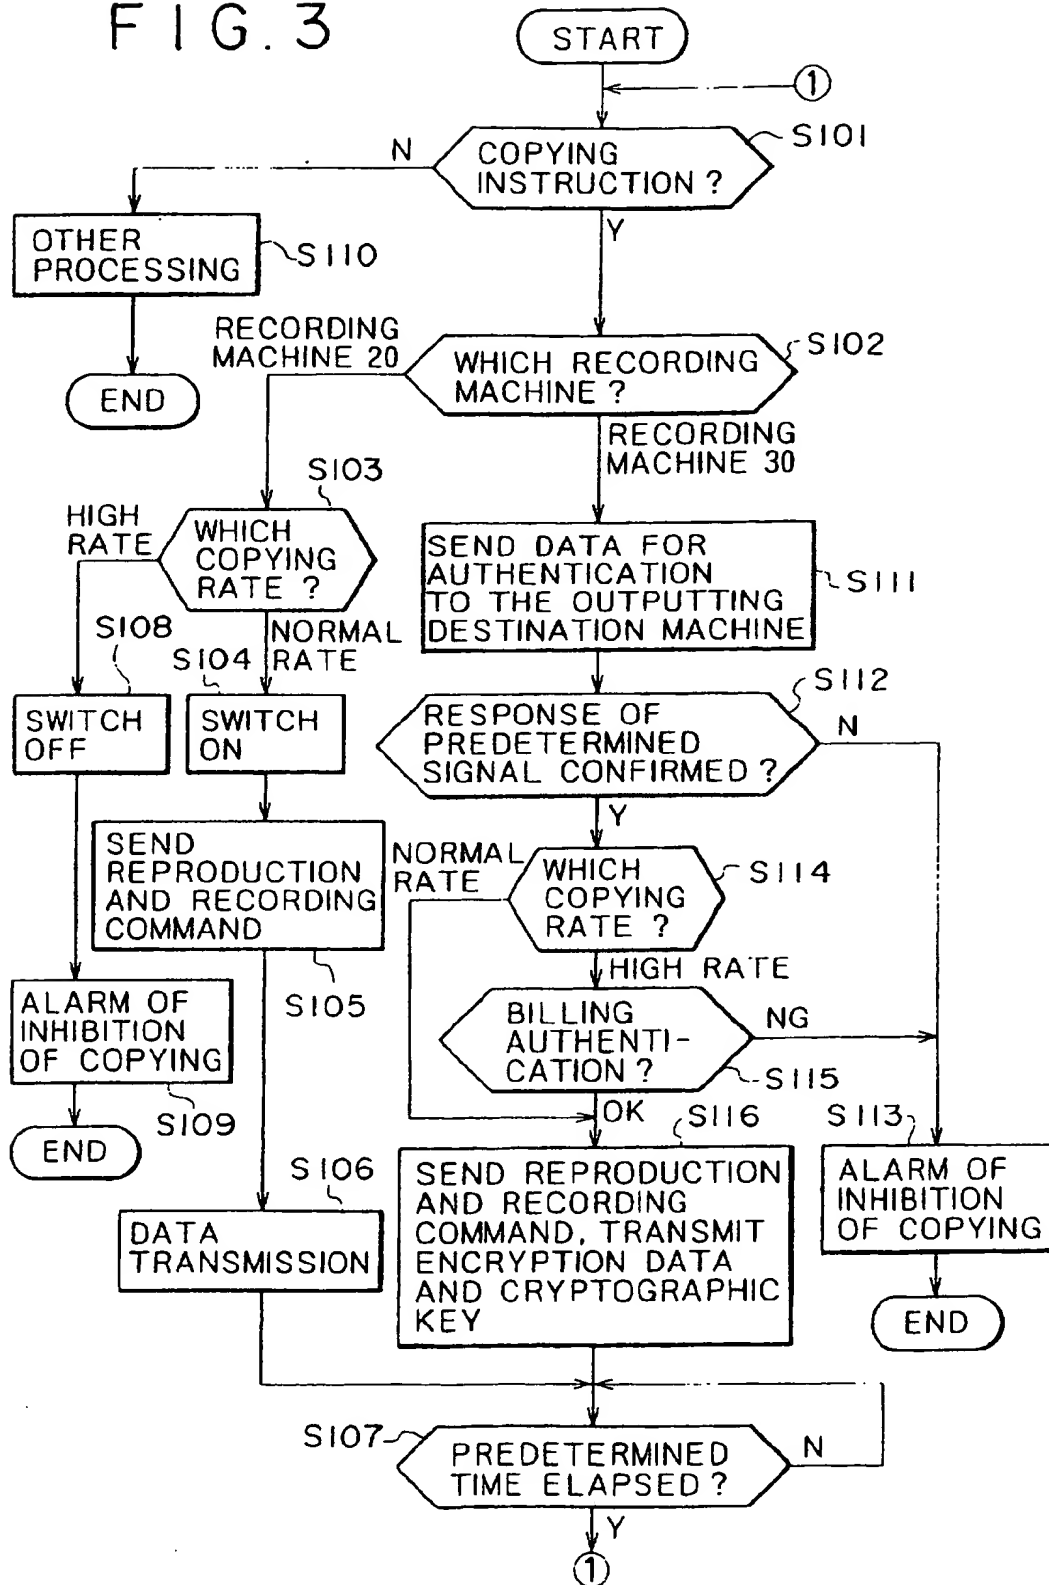 FIG. 3
START
1
S101
N
COPYING
INSTRUCTION ?
Y
OTHER
PROCESSING
S110
END
RECORDING
MACHINE 20
S102
WHICH RECORDING
MACHINE ?
RECORDING
MACHINE 30
S103
HIGH
RATE
WHICH
COPYING
RATE ?
SEND DATA FOR
AUTHENTICATION
TO THE OUTPUTTING
DESTINATION MACHINE
S111
S108
S104
NORMAL
RATE
S112
SWITCH
OFF
SWITCH
ON
RESPONSE OF
PREDETERMINED
SIGNAL CONFIRMED ?
N
Y
SEND
REPRODUCTION
AND RECORDING
COMMAND
S105
NORMAL
RATE
WHICH
COPYING
RATE ?
S114
HIGH RATE
ALARM OF
INHIBITION
OF COPYING
S109
END
BILLING
AUTHENTI-
CATION ?
NG
S115
OK
S116
S113
S106
DATA
TRANSMISSION
SEND REPRODUCTION
AND RECORDING
COMMAND, TRANSMIT
ENCRYPTION DATA
AND CRYPTOGRAPHIC
KEY
ALARM OF
INHIBITION
OF COPYING
END
S107
PREDETERMINED
TIME ELAPSED ?
N
Y
1